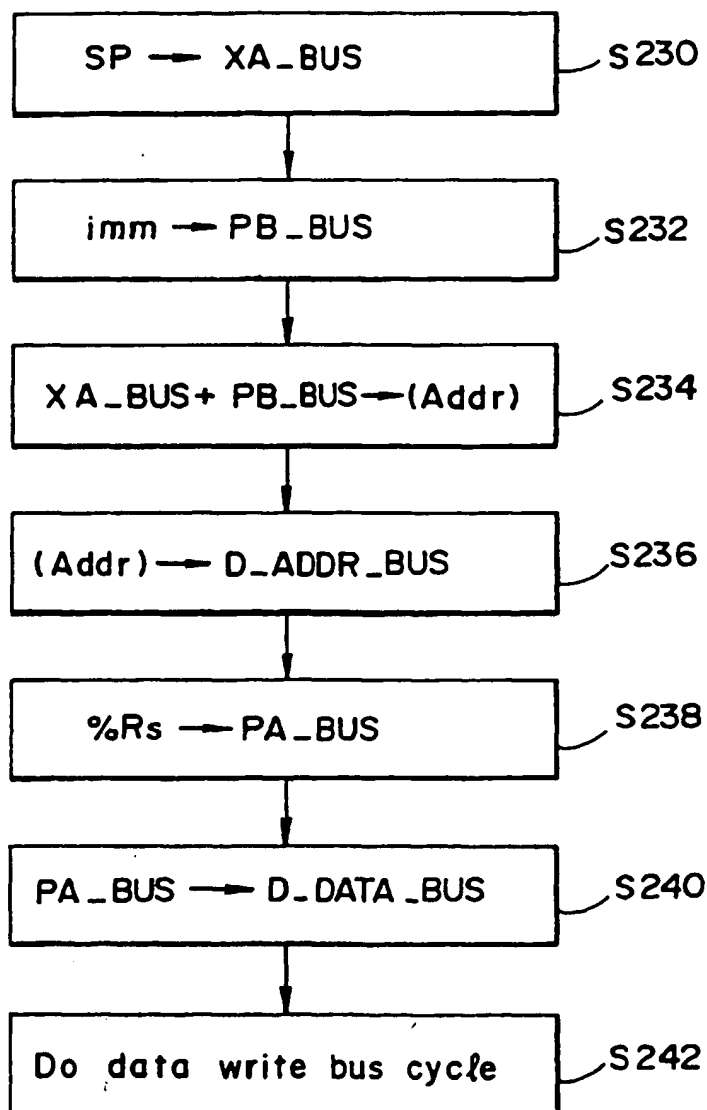 SP → XA_BUS
S230
imm → PB_BUS
S232
XA_BUS+ PB_BUS→(Addr)
S234
(Addr)→ D_ADDR_BUS
S236
%Rs → PA_BUS
S238
PA_BUS → D_DATA_BUS
S240
Do data write bus cycle
S242